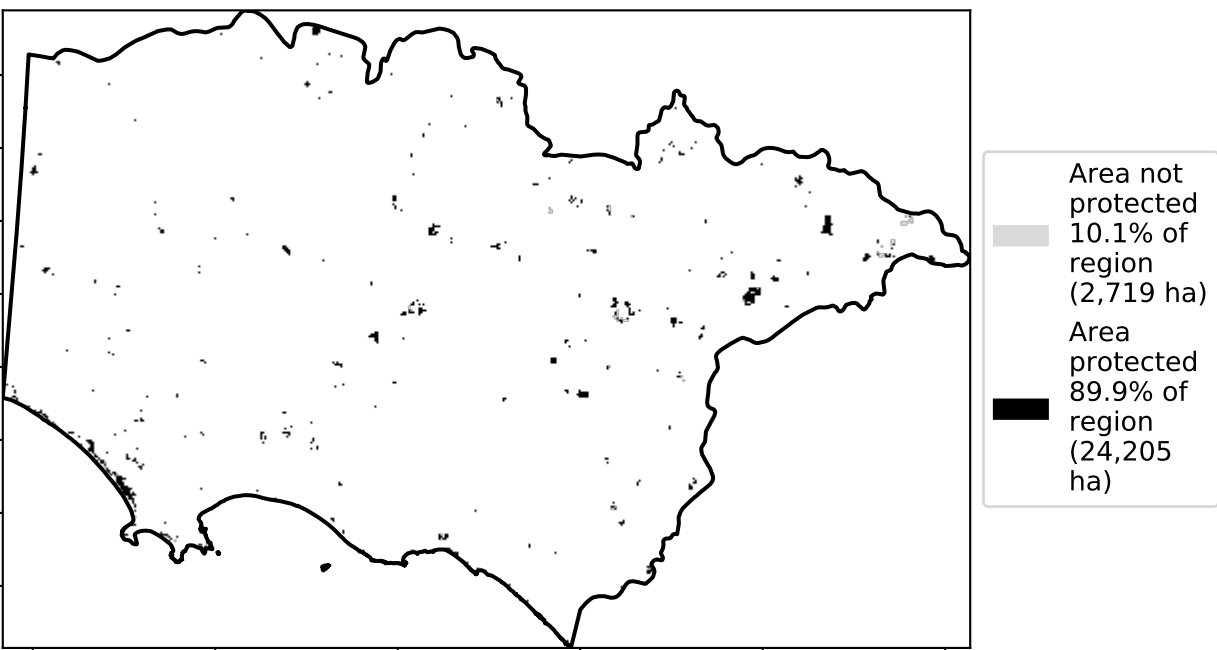 Area not
protected
10.1% of
region
(2,719 ha)
Area
protected
89.9% of
region
(24,205
ha)